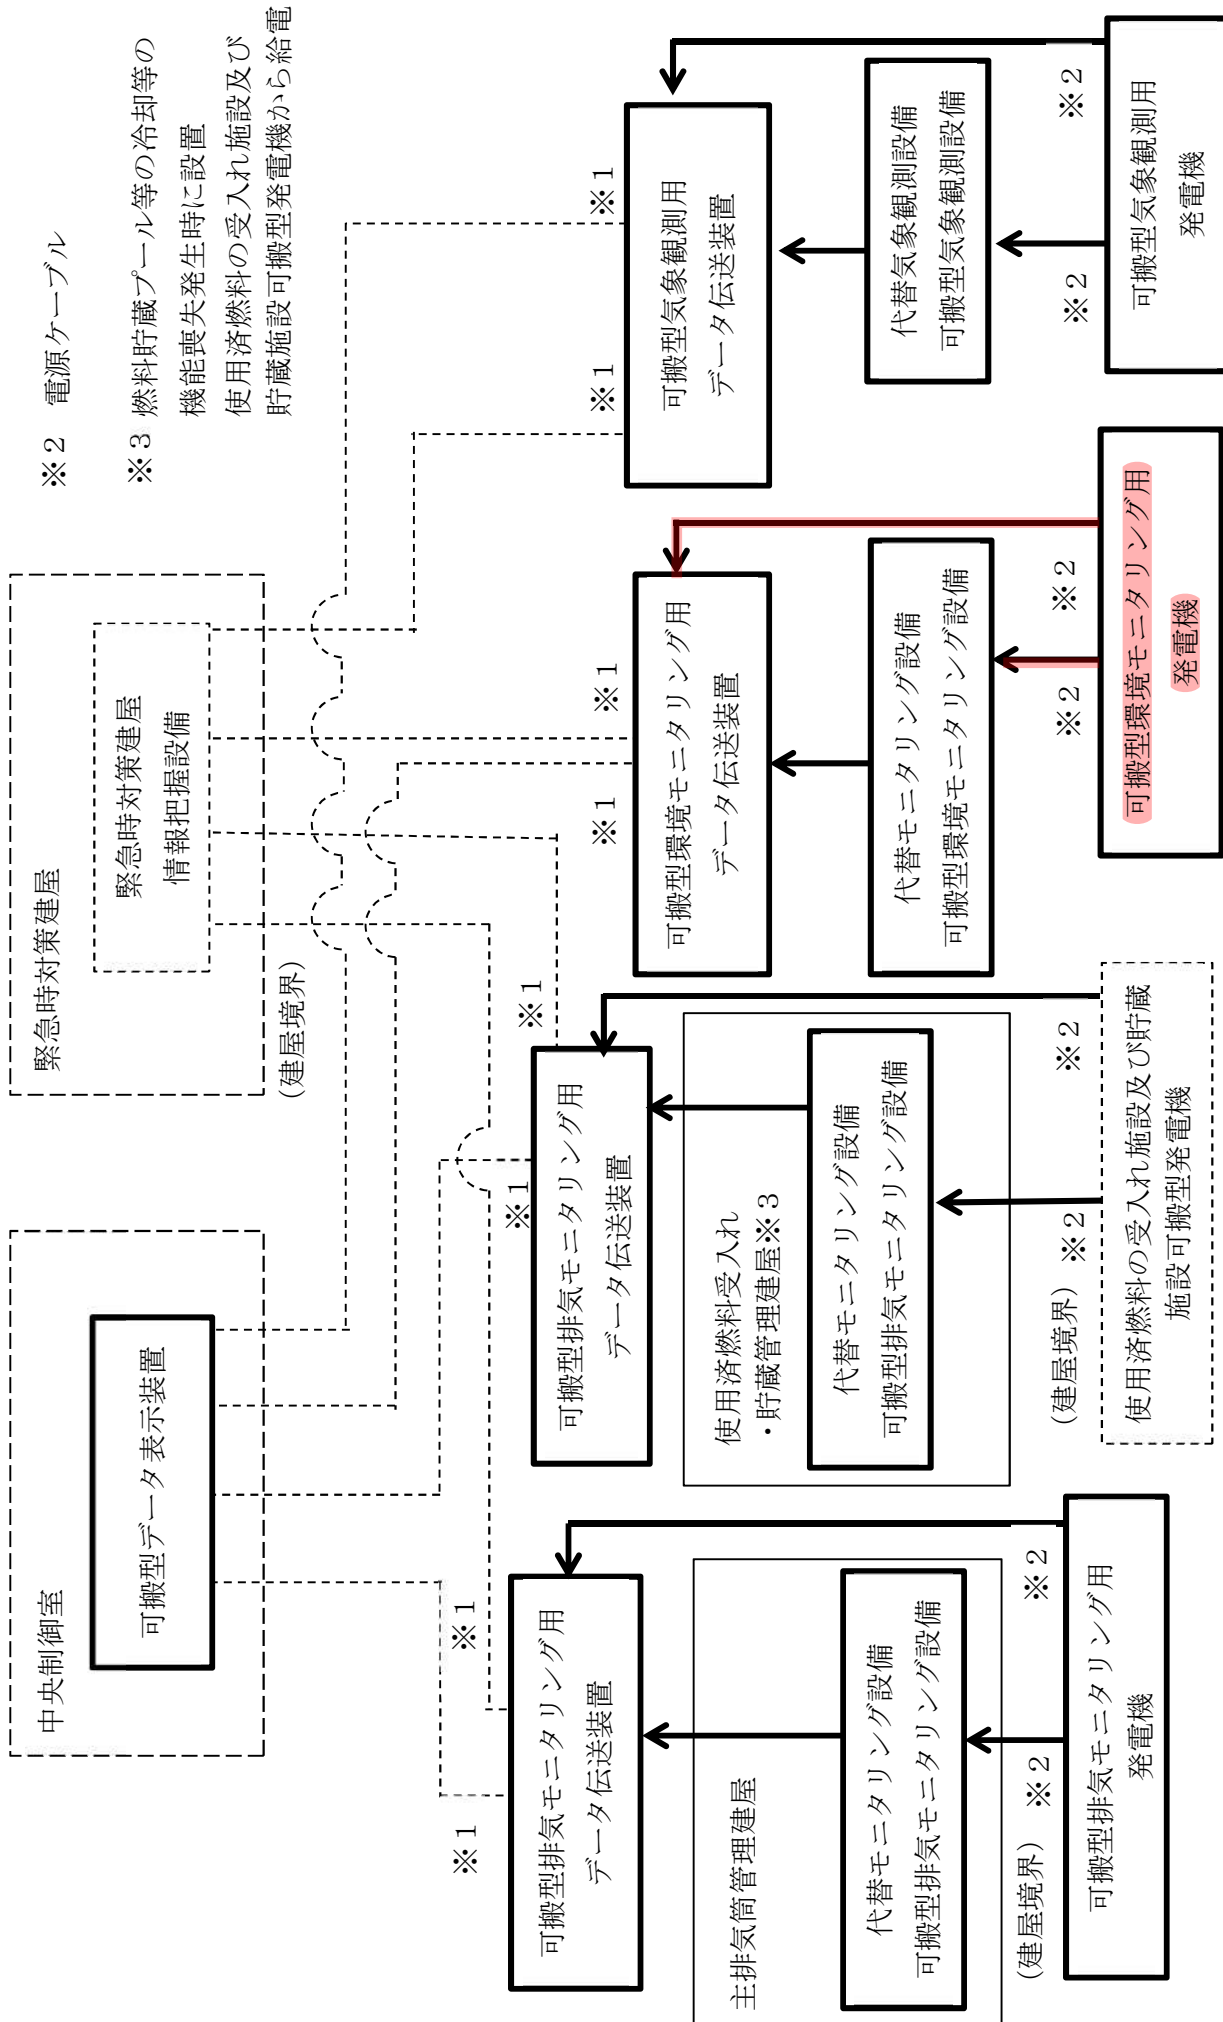 中央制御室
可搬型データ表示装置
緊急時対策建屋
緊急時対策建屋
情報把握設備
(建屋境界)
※2 電源ケーブル
※3 燃料貯蔵プール等の冷却等の
機能喪失発生時に設置
使用済燃料の受入れ施設及び
貯蔵施設可搬型発電機から給電
※1
※1
可搬型排気モニタリング用
データ伝送装置
主排気筒管理建屋
代替モニタリング設備
可搬型排気モニタリング設備
(建屋境界)
※2
※2
可搬型排気モニタリング用
発電機
※1
※1
可搬型排気モニタリング用
データ伝送装置
使用済燃料受入れ
・貯蔵管理建屋※3
代替モニタリング設備
可搬型排気モニタリング設備
(建屋境界)
※2
※2
使用済燃料の受入れ施設及び貯蔵
施設可搬型発電機
※1
※1
可搬型環境モニタリング用
データ伝送装置
代替モニタリング設備
可搬型環境モニタリング設備
※2
※2
可搬型環境モニタリング用
発電機
※1
※1
可搬型気象観測用
データ伝送装置
代替気象観測設備
可搬型気象観測設備
※2
※2
可搬型気象観測用
発電機